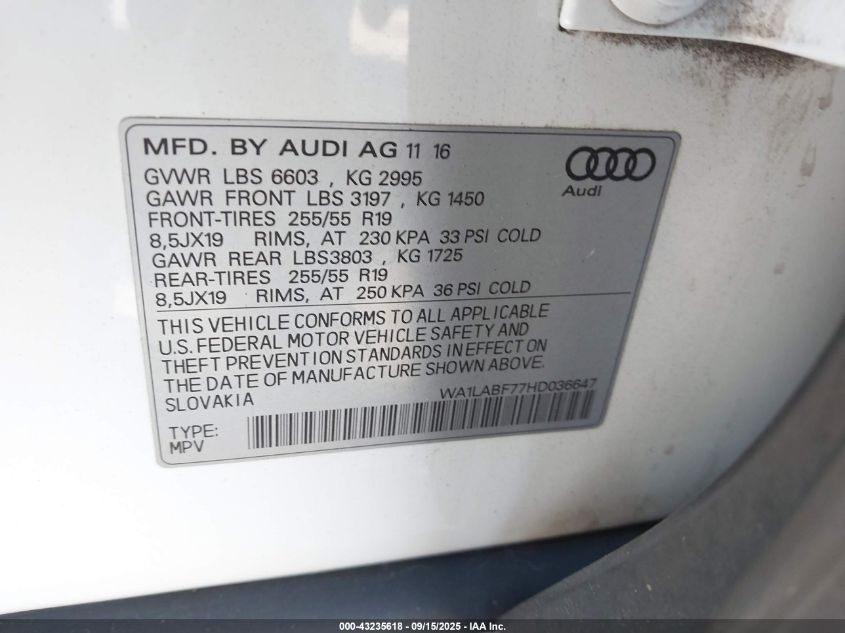 MFD. BY AUDI AG 11 16
GVWR LBS 6603 , KG 2995
GAWR FRONT LBS 3197 , KG 1450
FRONT-TIRES 255/55 R19
8,5JX19 RIMS, AT 230 KPA 33 PSI COLD
GAWR REAR LBS3803 , KG 1725
REAR-TIRES 255/55 R19
8,5JX19 RIMS, AT 250 KPA 36 PSI COLD
Audi
THIS VEHICLE CONFORMS TO ALL APPLICABLE
U.S. FEDERAL MOTOR VEHICLE SAFETY AND
THEFT PREVENTION STANDARDS IN EFFECT ON
THE DATE OF MANUFACTURE SHOWN ABOVE.
SLOVAKIA
WA1LABF77HD036647
TYPE:
MPV
000-43235618 - 09/15/2025 - IAA Inc.